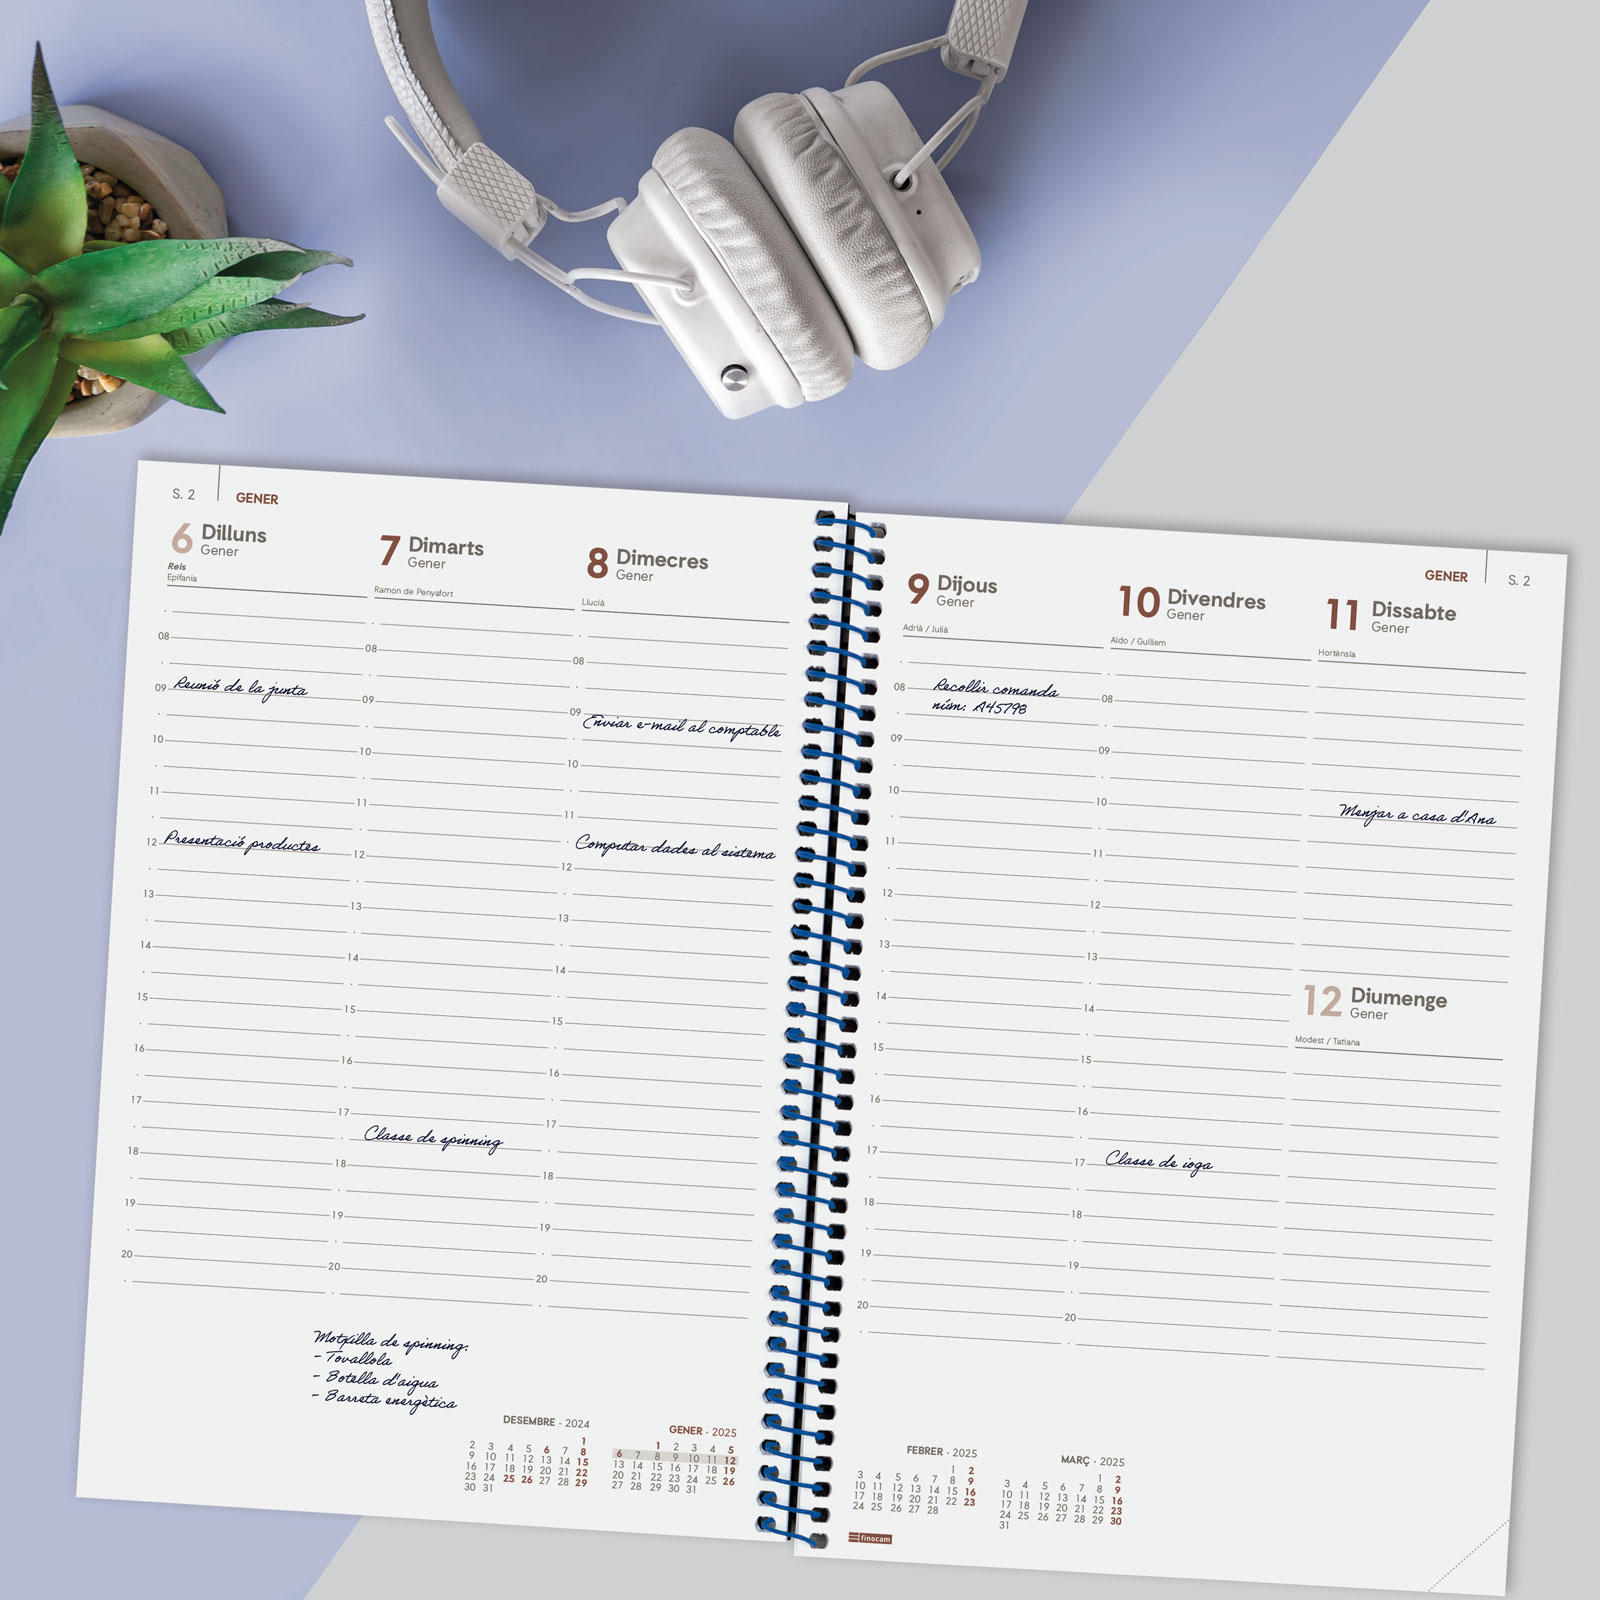 S. 2
GENER
6 Dilluns
Gener
Reis
Epifania
08
09 Reunió de la junta
10
11
12 Presentació productes
13
14
15
16
17
18
19
20
7 Dimarts
Gener
Ramon de Penyafort
08
09
10
11
12
13
14
15
16
17
Classe de spinning
18
19
20
8 Dimecres
Gener
Llucià
08
09
Enviar e-mail al comptable
10
11
Computar dades al sistema
12
13
14
15
16
17
18
19
20
Motxilla de spinning:
- Tovallola
- Botella d'aigua
- Barreta energètica
DESEMBRE · 2024
1
2 3 4 5 6 7 8
9 10 11 12 13 14 15
16 17 18 19 20 21 22
23 24 25 26 27 28 29
30 31
GENER · 2025
1 2 3 4 5
6 7 8 9 10 11 12
13 14 15 16 17 18 19
20 21 22 23 24 25 26
27 28 29 30 31
GENER
S. 2
9 Dijous
Gener
Adrià / Julià
08 Recollir comanda
núm: A45798
09
10
11
12
13
14
15
16
17
18
19
20
10 Divendres
Gener
Aldo / Guillem
08
09
10
11
12
13
14
15
16
17 Classe de ioga
18
19
20
11 Dissabte
Gener
Hortènsia
Menjar a casa d'Ana
12 Diumenge
Gener
Modest / Tatiana
FEBRER · 2025
1 2
3 4 5 6 7 8 9
10 11 12 13 14 15 16
17 18 19 20 21 22 23
24 25 26 27 28
MARÇ · 2025
1 2
3 4 5 6 7 8 9
10 11 12 13 14 15 16
17 18 19 20 21 22 23
24 25 26 27 28 29 30
31
finocam